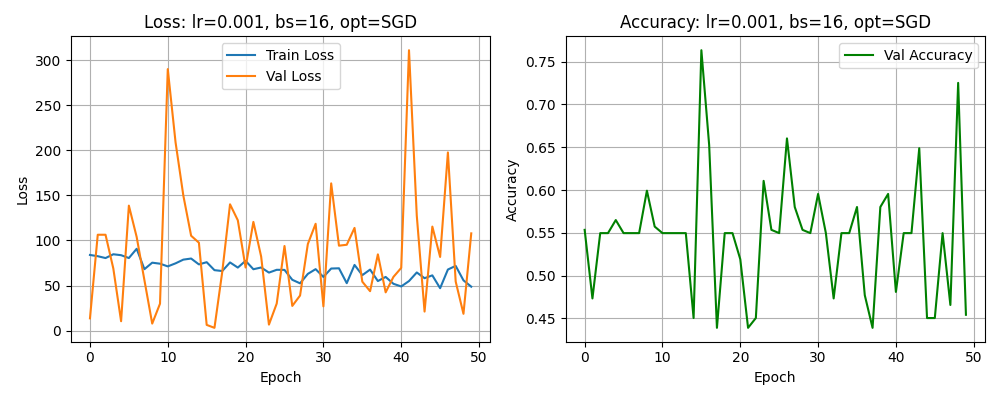 Loss: lr=0.001, bs=16, opt=SGD
Train Loss
Val Loss
300
250
200
150
100
50
0
Loss
0
10
20
30
40
50
Epoch
Accuracy: lr=0.001, bs=16, opt=SGD
Val Accuracy
0.75
0.70
0.65
0.60
0.55
0.50
0.45
Accuracy
0
10
20
30
40
50
Epoch